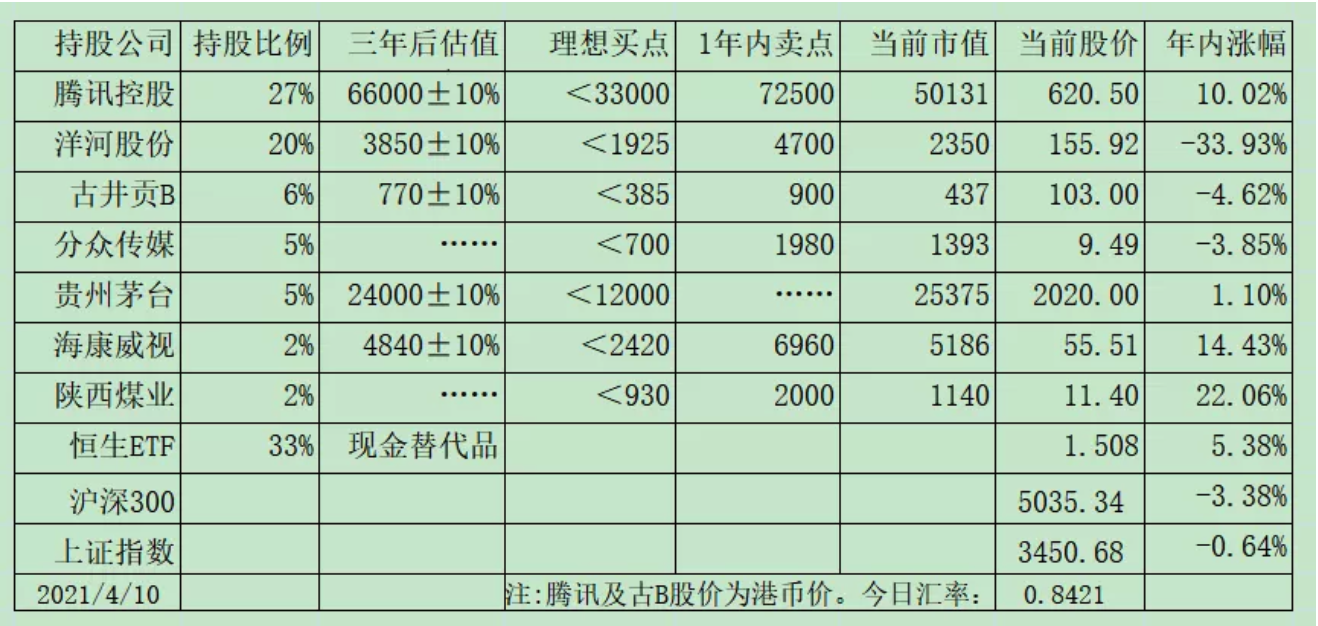 持股公司 持股比例 三年后估值 理想买点 1年内卖点 当前市值 当前股价 年内涨幅
腾讯控股 27% 66000±10% <33000 72500 50131 620.50 10.02%
洋河股份 20% 3850±10% <1925 4700 2350 155.92 -33.93%
古井贡B 6% 770±10% <385 900 437 103.00 -4.62%
分众传媒 5% …… <700 1980 1393 9.49 -3.85%
贵州茅台 5% 24000±10% <12000 …… 25375 2020.00 1.10%
海康威视 2% 4840±10% <2420 6960 5186 55.51 14.43%
陕西煤业 2% …… <930 2000 1140 11.40 22.06%
恒生ETF 33% 现金替代品 1.508 5.38%
沪深300 5035.34 -3.38%
上证指数 3450.68 -0.64%
2021/4/10 注:腾讯及古B股价为港币价。今日汇率: 0.8421